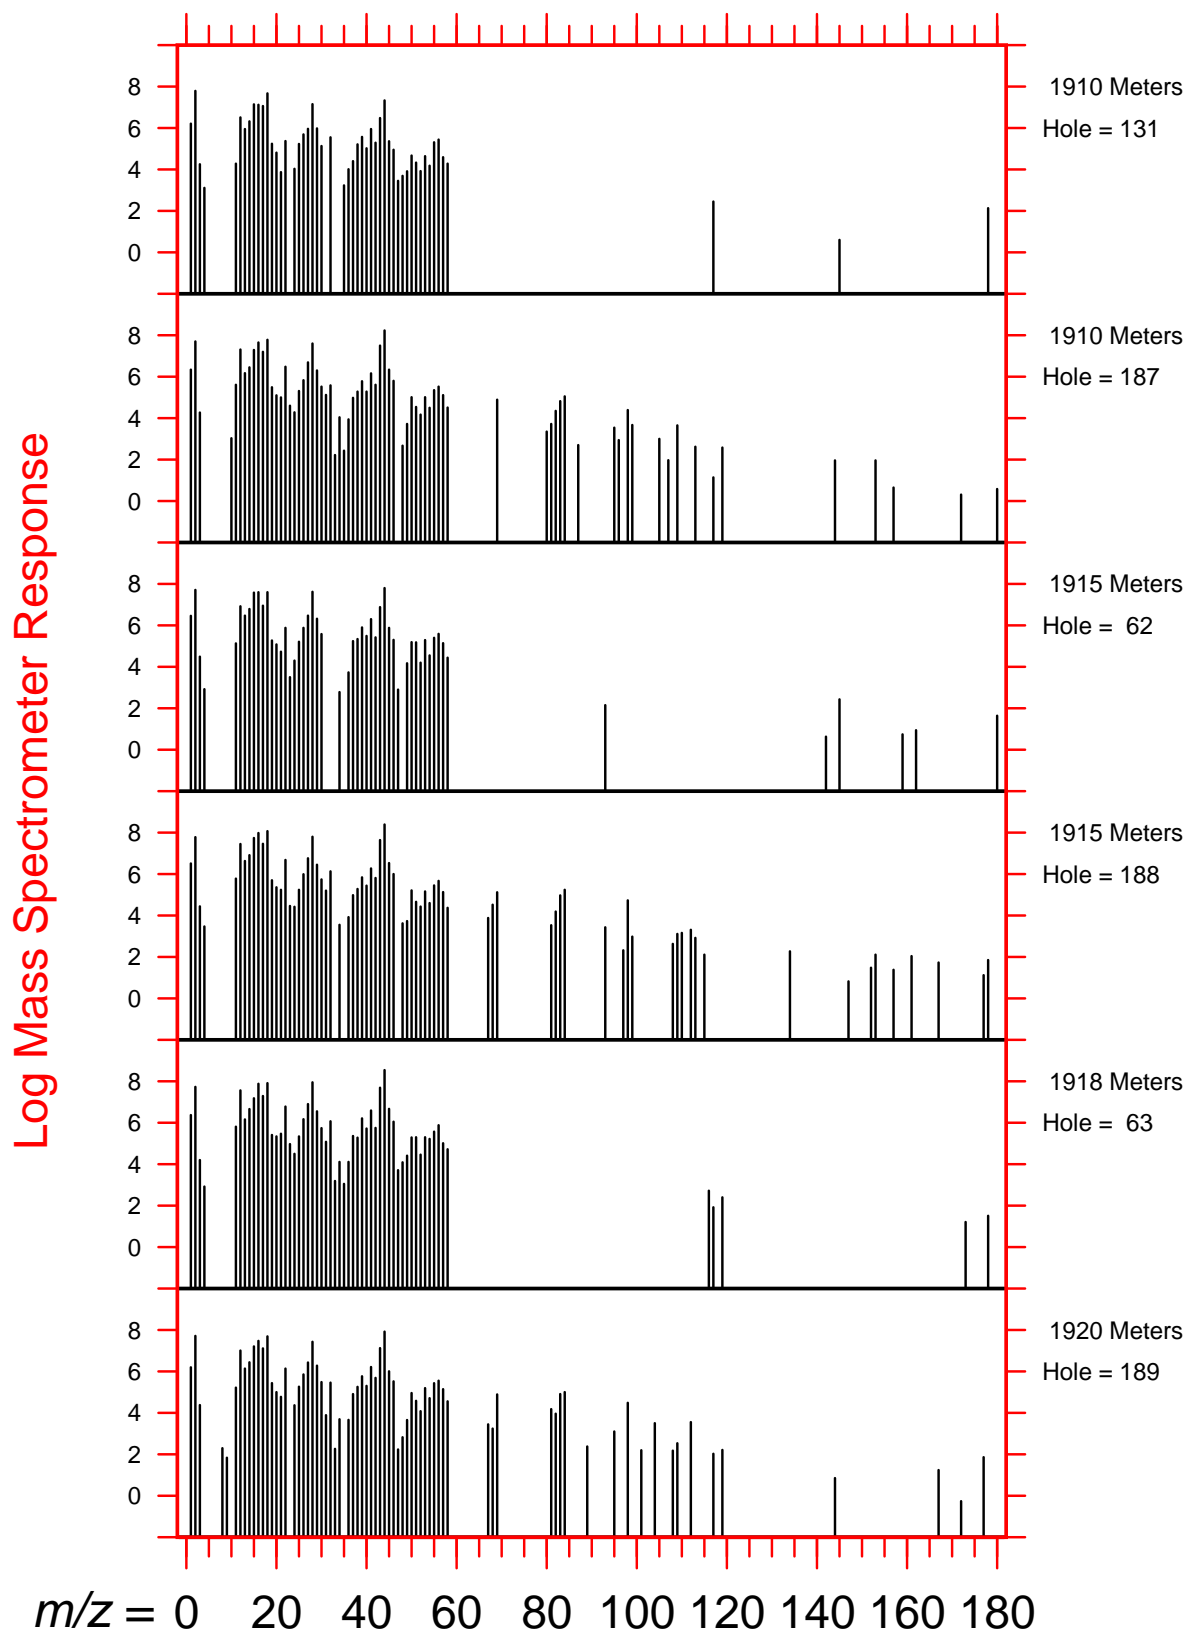 8
6
4
2
0
1910 Meters
Hole = 131
8
6
4
2
0
1910 Meters
Hole = 187
8
6
4
2
0
1915 Meters
Hole =  62
8
6
4
2
0
1915 Meters
Hole = 188
8
6
4
2
0
1918 Meters
Hole =  63
8
6
4
2
0
1920 Meters
Hole = 189
Log Mass Spectrometer Response
m/z = 0 20 40 60 80 100 120 140 160 180